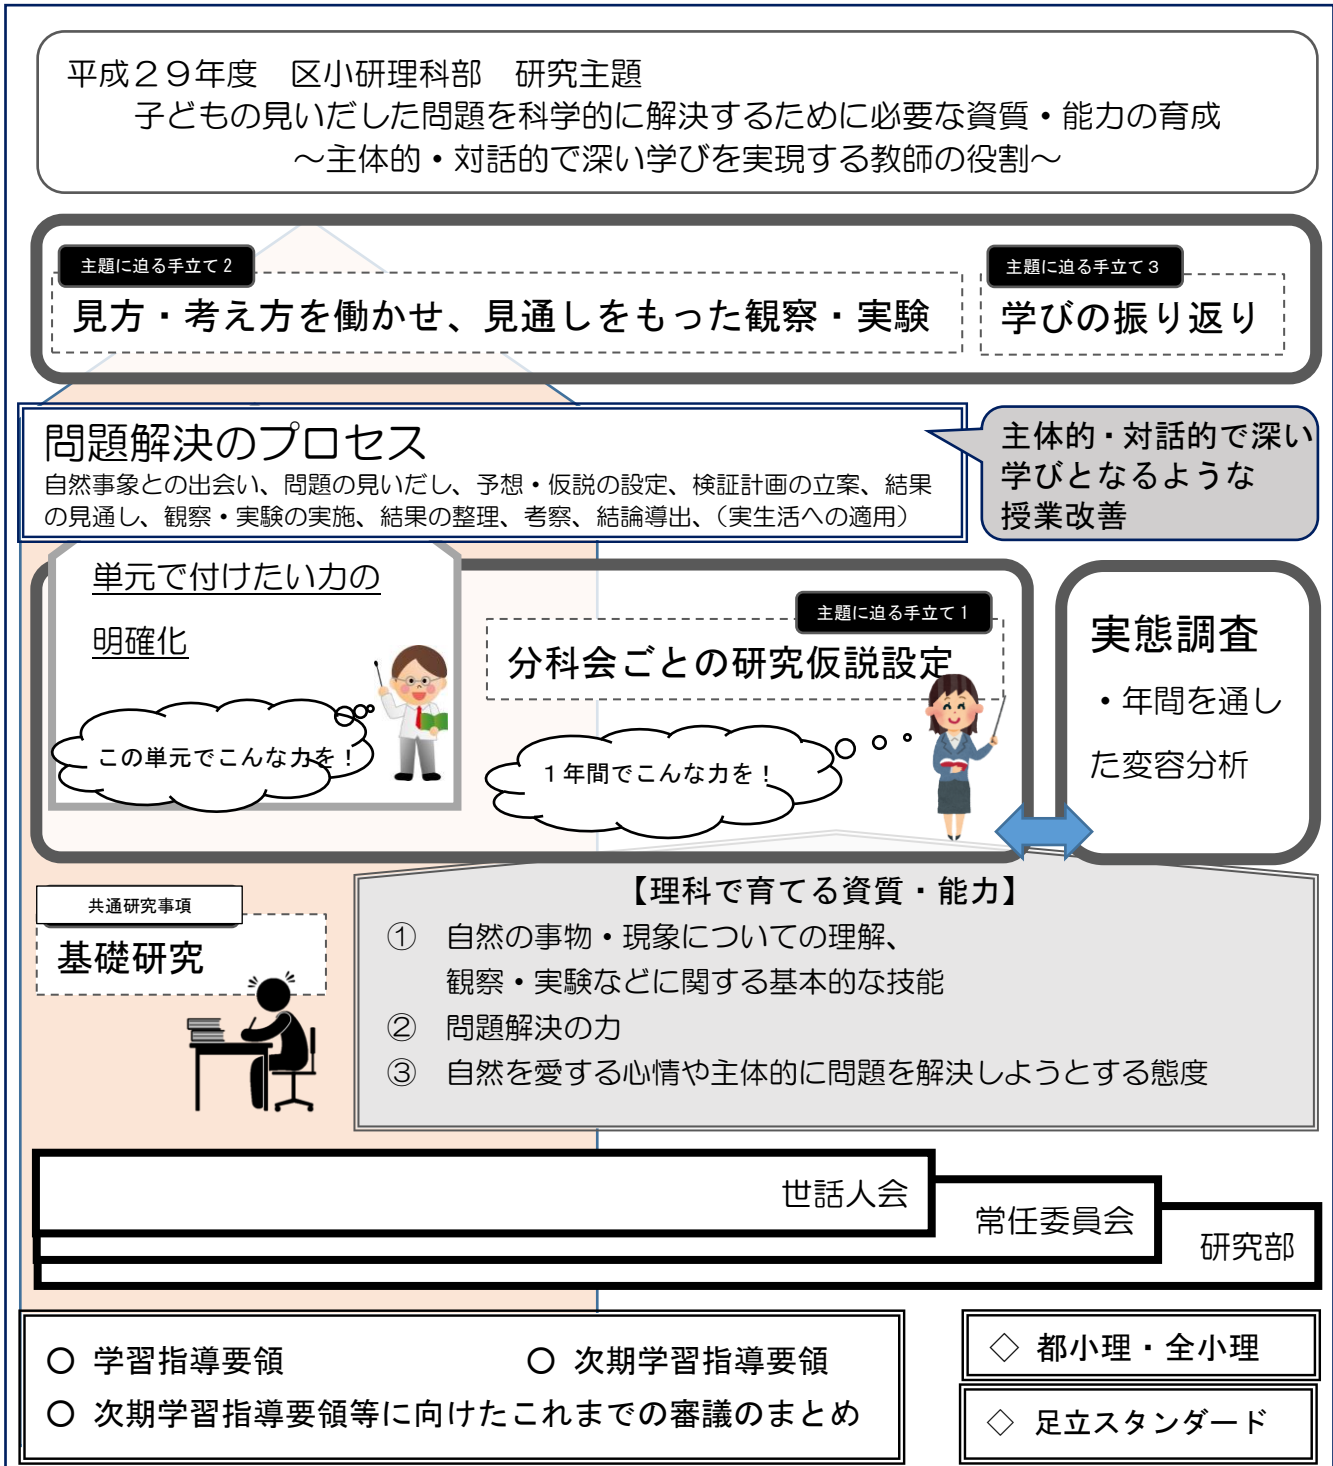 平成２９年度　区小研理科部　研究主題
子どもの見いだした問題を科学的に解決するために必要な資質・能力の育成
～主体的・対話的で深い学びを実現する教師の役割～
主題に迫る手立て２
見方・考え方を働かせ、見通しをもった観察・実験
主題に迫る手立て３
学びの振り返り
問題解決のプロセス
自然事象との出会い、問題の見いだし、予想・仮説の設定、検証計画の立案、結果
の見通し、観察・実験の実施、結果の整理、考察、結論導出、（実生活への適用）
主体的・対話的で深い
学びとなるような
授業改善
単元で付けたい力の
明確化
この単元でこんな力を！
主題に迫る手立て１
分科会ごとの研究仮説設定
１年間でこんな力を！
実態調査
・年間を通し
た変容分析
共通研究事項
基礎研究
【理科で育てる資質・能力】
①　自然の事物・現象についての理解、
観察・実験などに関する基本的な技能
②　問題解決の力
③　自然を愛する心情や主体的に問題を解決しようとする態度
世話人会
常任委員会
研究部
○ 学習指導要領　○ 次期学習指導要領
○ 次期学習指導要領等に向けたこれまでの審議のまとめ
◇ 都小理・全小理
◇ 足立スタンダード